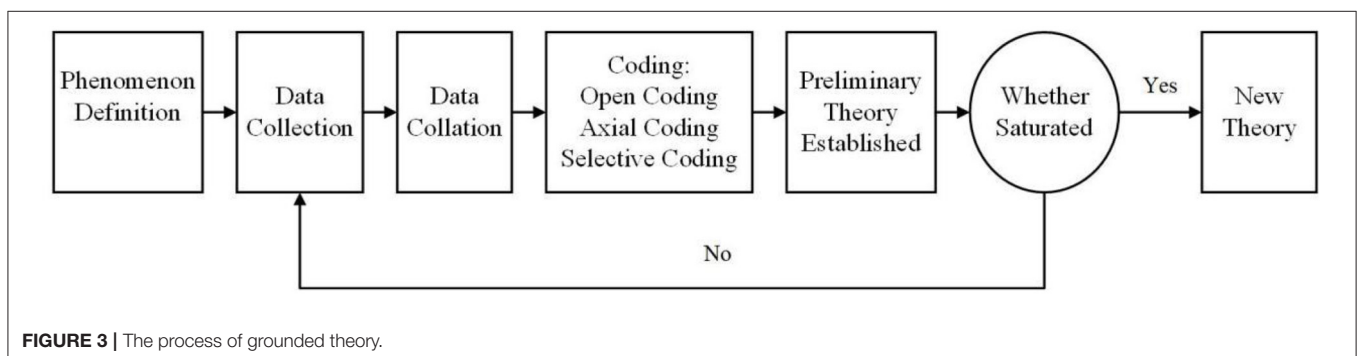 Phenomenon
Definition
Data
Collection
Data
Collation
Coding:
Open Coding
Axial Coding
Selective Coding
Preliminary
Theory
Established
Whether
Saturated
Yes
New
Theory
No
FIGURE 3 | The process of grounded theory.